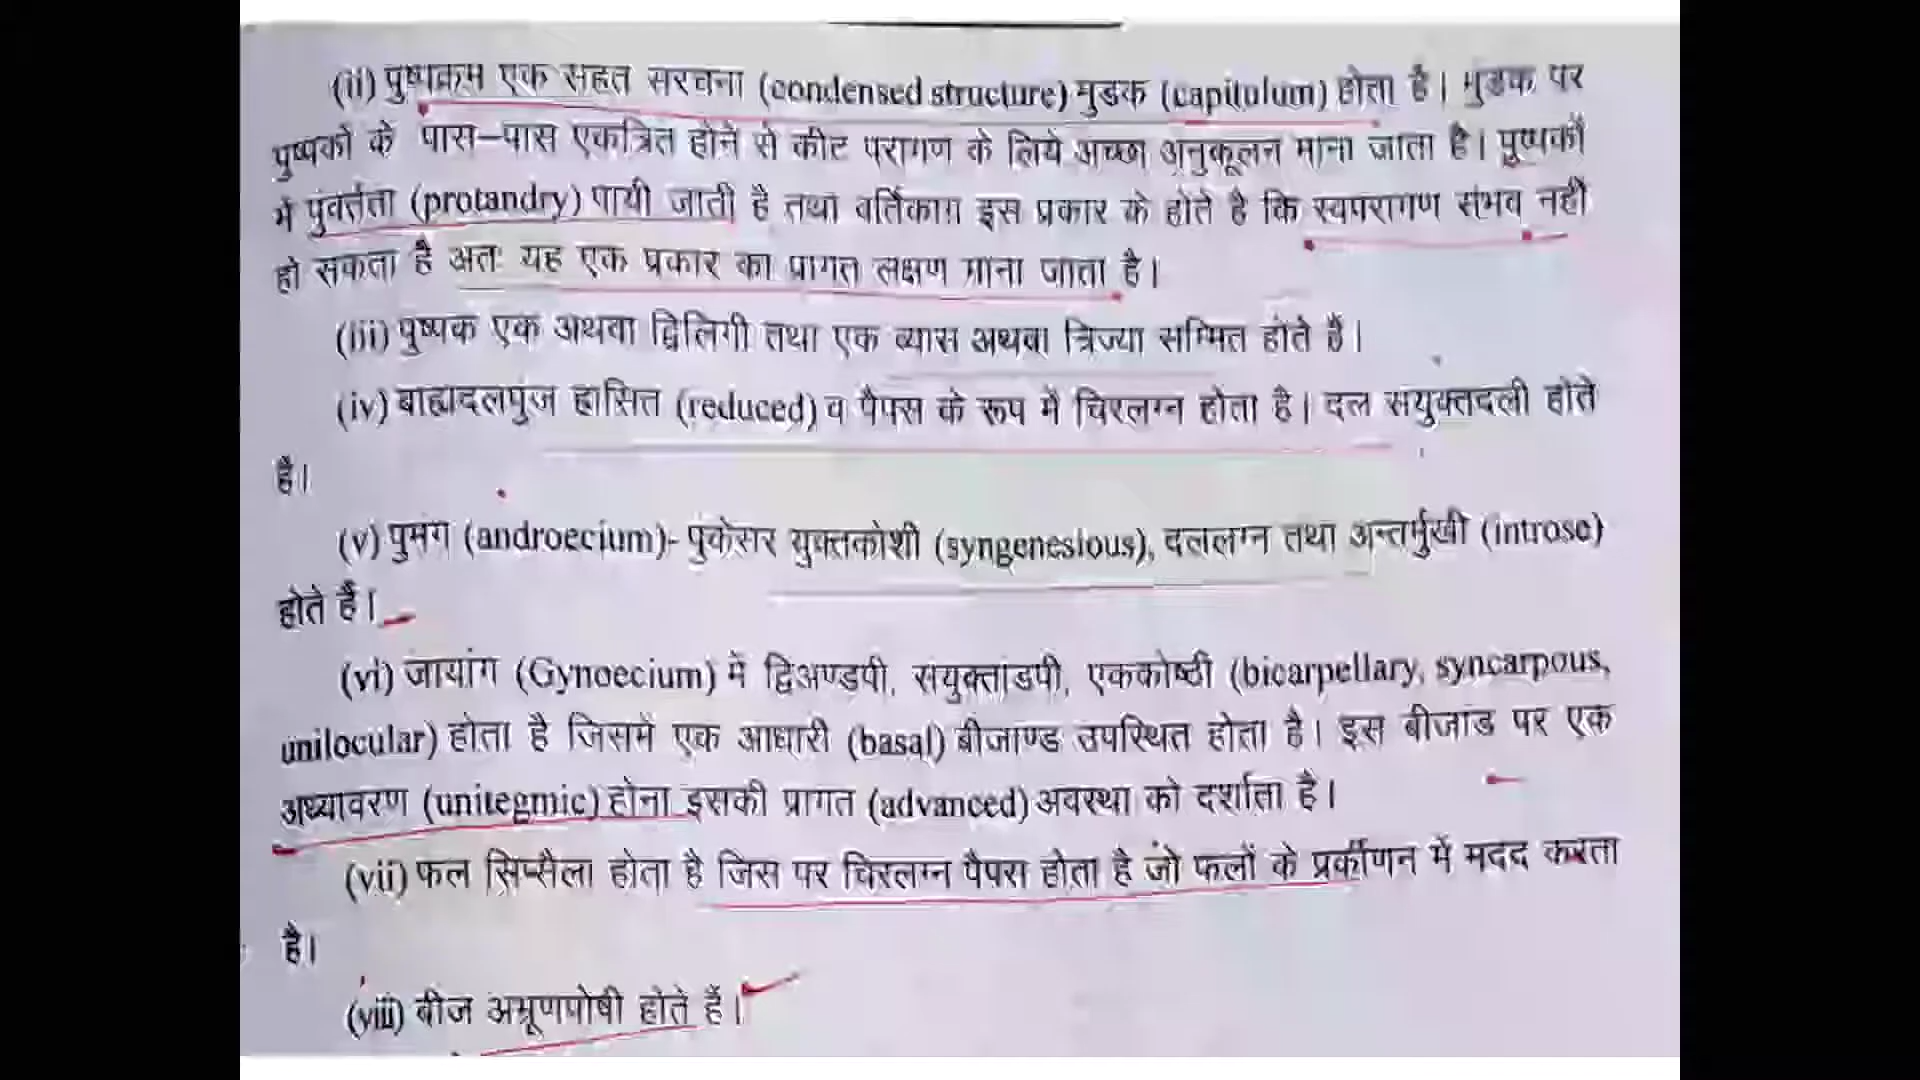 (ii) पुष्पक्रम एक संहत संरचना (condensed structure) मुंडक (capitulum) होता है। मुंडक पर
पुष्पकों के पास–पास एकत्रित होने से कीट परागण के लिये अच्छा अनुकूलन माना जाता है। पुष्पकों
में पुंवर्तता (protandry) पायी जाती है तथा वर्तिकाग्र इस प्रकार के होते है कि स्वपरागण संभव नहीं
हो सकता है अतः यह एक प्रकार का प्रागत लक्षण माना जाता है।
(iii) पुष्पक एक अथवा द्विलिंगी तथा एक व्यास अथवा त्रिज्या सम्मित होते हैं।
(iv) बाह्यदलपुंज हासित (reduced) व पैपस के रूप में चिरलग्न होता है। दल संयुक्तदली होते
है।
(v) पुमंग (androecium)- पुंकेसर युक्तकोशी (syngenesious), दललग्न तथा अन्तर्मुखी (introse)
होते हैं।
(vi) जायांग (Gynoecium) में द्विअण्डपी, संयुक्तांडपी, एककोष्ठी (bicarpellary, syncarpous,
unilocular) होता है जिसमें एक आधारी (basal) बीजाण्ड उपस्थित होता है। इस बीजांड पर एक
अध्यावरण (unitegmic) होना इसकी प्रागत (advanced) अवस्था को दर्शाता है।
(vii) फल सिप्सैला होता है जिस पर चिरलग्न पैपस होता है जो फलों के प्रर्कीणन में मदद करता
है।
(viii) बीज अभ्रूणपोषी होते हैं।